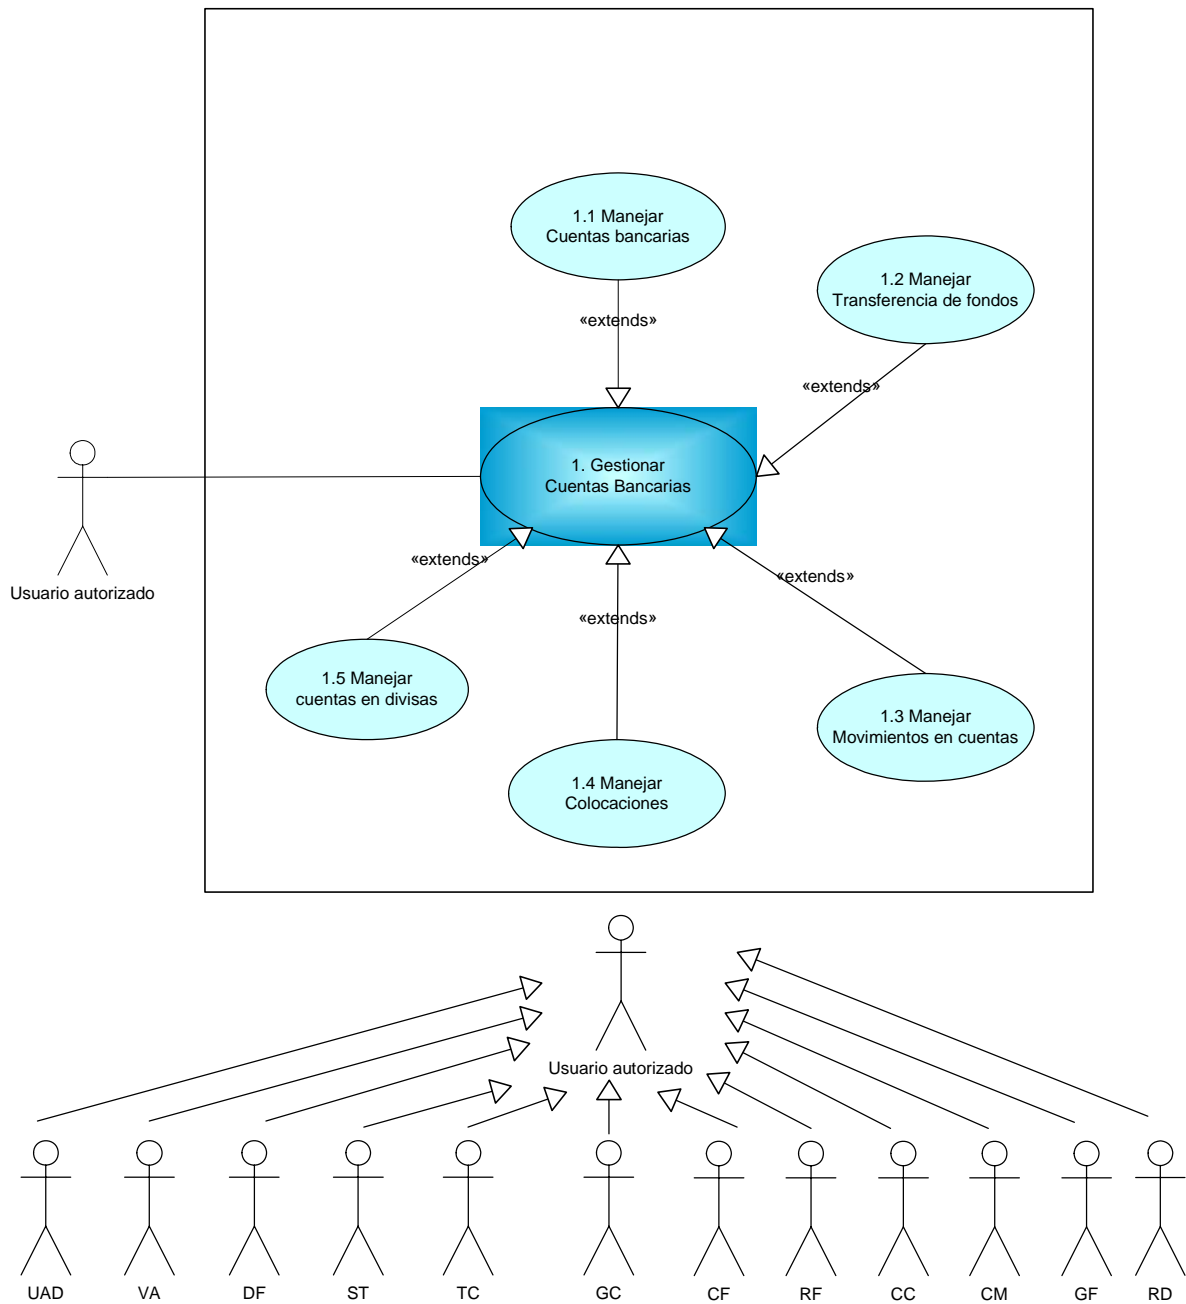 1.1 Manejar
Cuentas bancarias
1.2 Manejar
Transferencia de fondos
«extends»
«extends»
1. Gestionar
Cuentas Bancarias
Usuario autorizado
«extends»
«extends»
«extends»
1.5 Manejar
cuentas en divisas
1.3 Manejar
Movimientos en cuentas
1.4 Manejar
Colocaciones
Usuario autorizado
UAD
VA
DF
ST
TC
GC
CF
RF
CC
CM
GF
RD